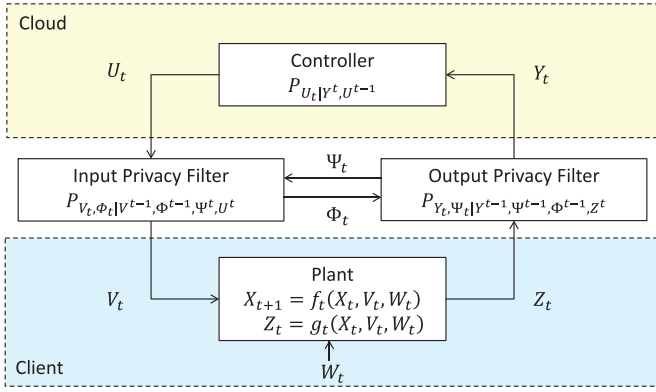 Cloud
Controller
P_{U_t|Y^t,U^{t-1}}
U_t
Y_t
Input Privacy Filter
P_{V_t,Φ_t|V^{t-1},Φ^{t-1},Ψ^t,U^t}
Ψ_t
Φ_t
Output Privacy Filter
P_{Y_t,Ψ_t|Y^{t-1},Ψ^{t-1},Φ^{t-1},Z^t}
Plant
X_{t+1} = f_t(X_t, V_t, W_t)
Z_t = g_t(X_t, V_t, W_t)
V_t
Z_t
W_t
Client